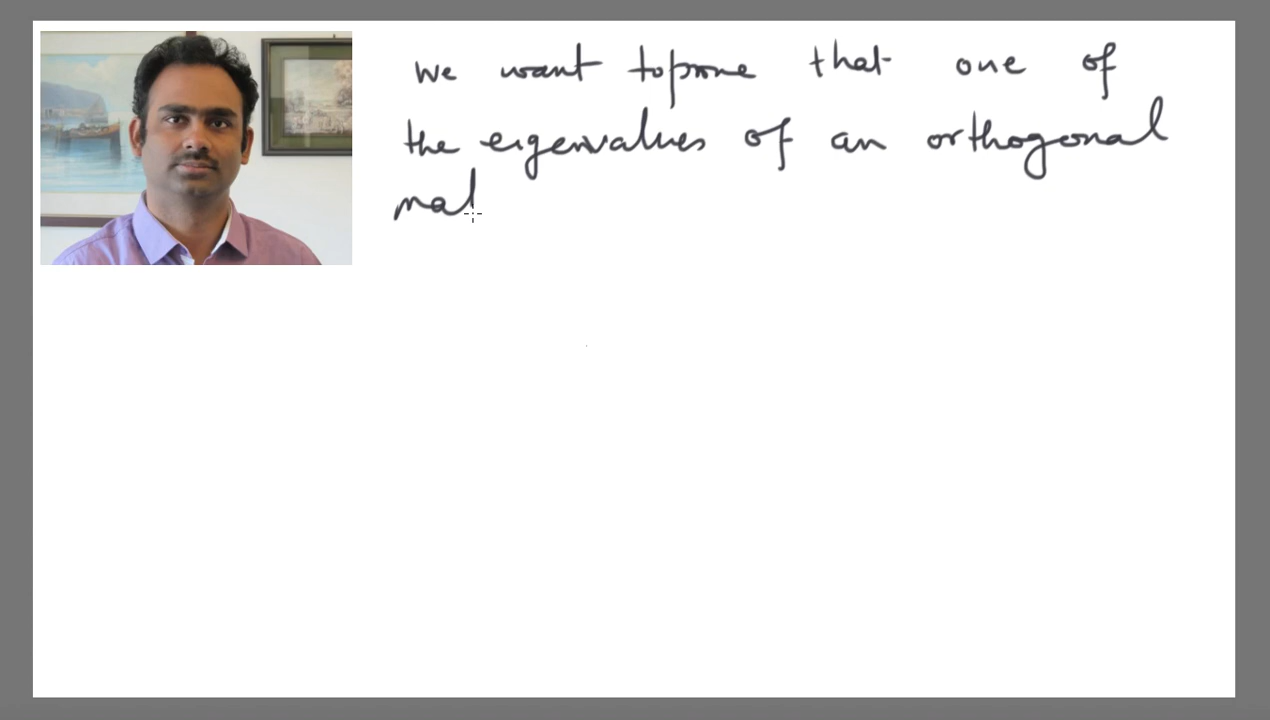 We want to prove that one of
the eigenvalues of an orthogonal
mat